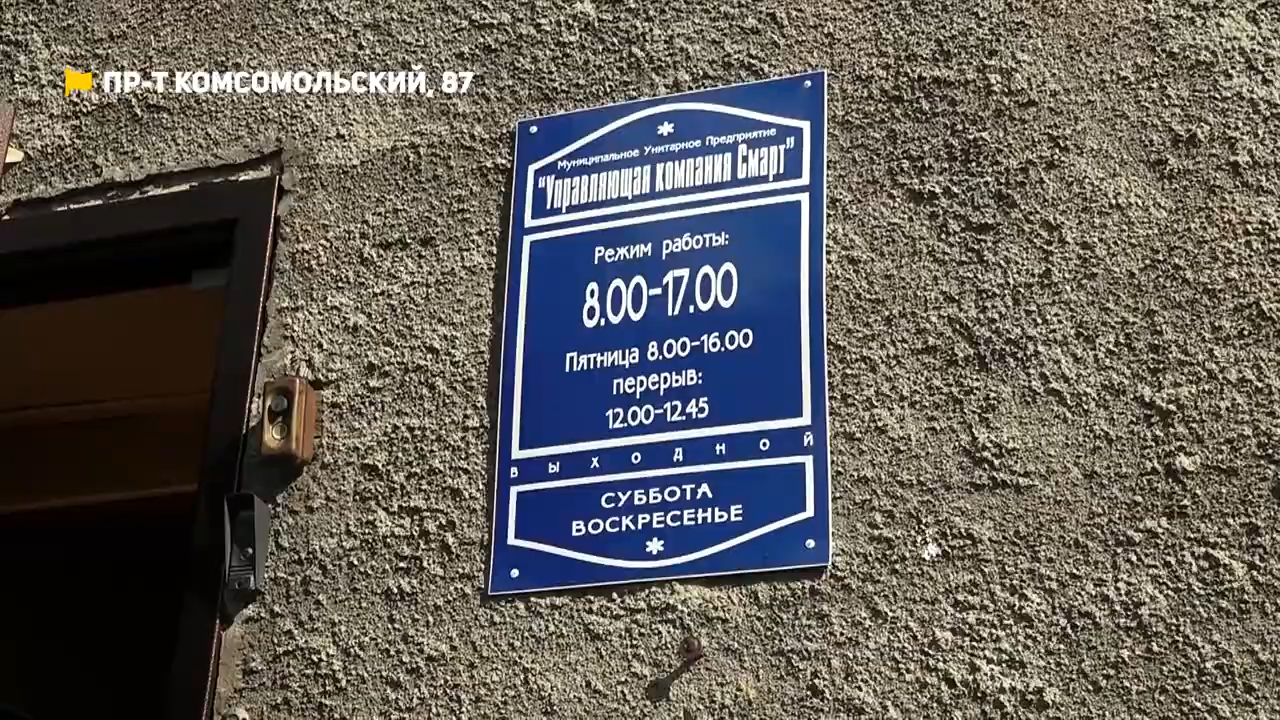 ПР-Т КОМСОМОЛЬСКИЙ, 87
Муниципальное Унитарное Предприятие
"Управляющая компания Смарт"
Режим работы:
8.00-17.00
Пятница 8.00-16.00
перерыв:
12.00-12.45
выходной
СУББОТА
ВОСКРЕСЕНЬЕ